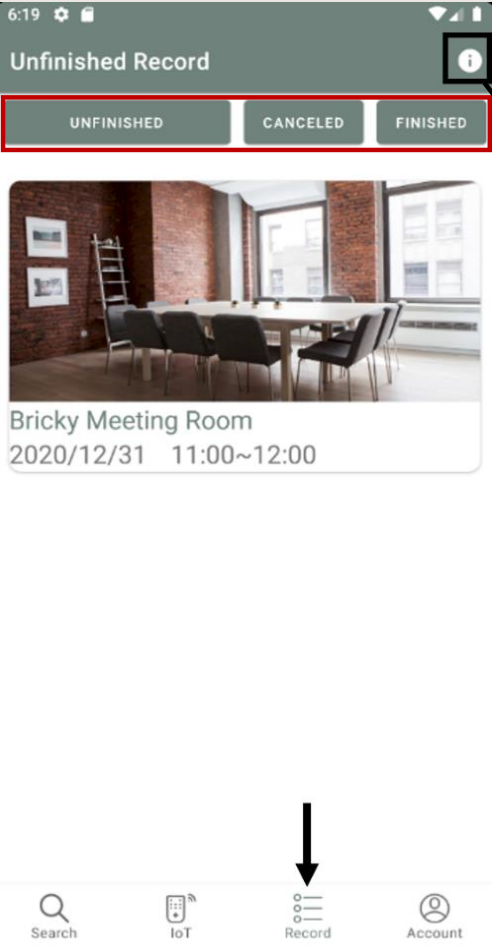 6:19
Unfinished Record
UNFINISHED CANCELED FINISHED
Bricky Meeting Room
2020/12/31 11:00~12:00
Search IoT Record Account